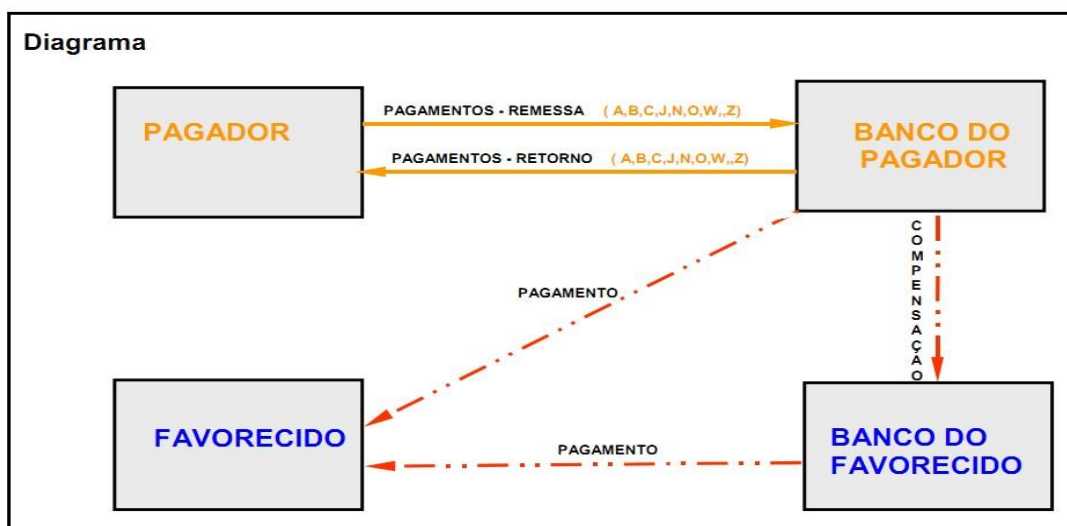 Diagrama
PAGADOR
PAGAMENTOS - REMESSA ( A,B,C,J,N,O,W,,Z)
PAGAMENTOS - RETORNO ( A,B,C,J,N,O,W,,Z)
BANCO DO
PAGADOR
COMPENSAÇÃO
PAGAMENTO
FAVORECIDO
PAGAMENTO
BANCO DO
FAVORECIDO